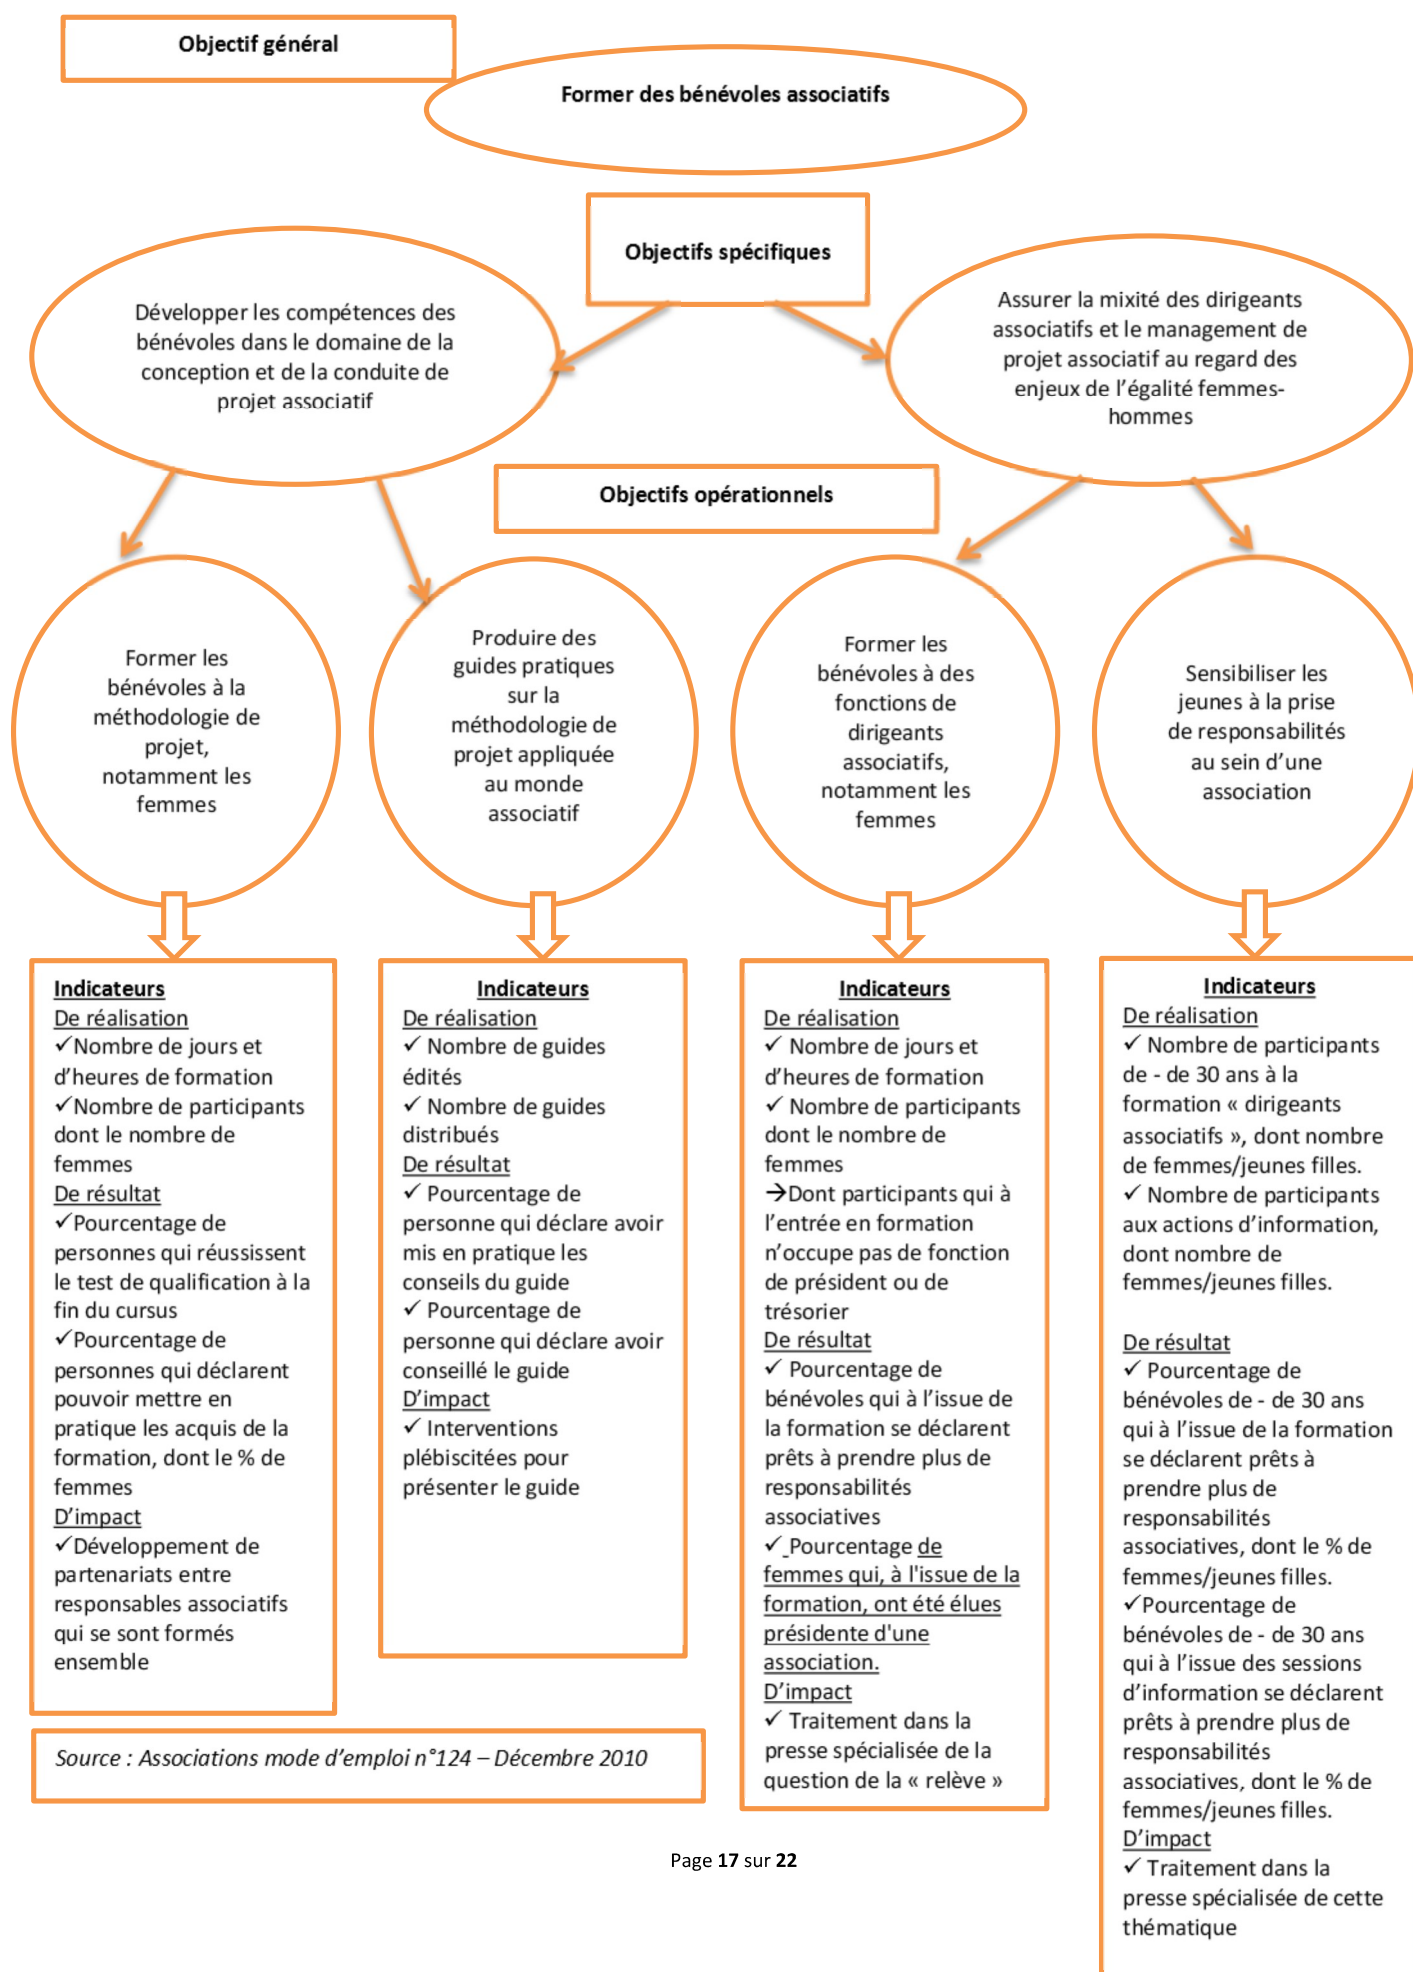 Objectif général
Former des bénévoles associatifs
Objectifs spécifiques
Développer les compétences des
bénévoles dans le domaine de la
conception et de la conduite de
projet associatif
Assurer la mixité des dirigeants
associatifs et le management de
projet associatif au regard des
enjeux de l’égalité femmes-
hommes
Objectifs opérationnels
Former les
bénévoles à la
méthodologie de
projet,
notamment les
femmes
Produire des
guides pratiques
sur la
méthodologie de
projet appliquée
au monde
associatif
Former les
bénévoles à des
fonctions de
dirigeants
associatifs,
notamment les
femmes
Sensibiliser les
jeunes à la prise
de responsabilités
au sein d’une
association
Indicateurs
De réalisation
✓Nombre de jours et
d’heures de formation
✓Nombre de participants
dont le nombre de
femmes
De résultat
✓Pourcentage de
personnes qui réussissent
le test de qualification à la
fin du cursus
✓Pourcentage de
personnes qui déclarent
pouvoir mettre en
pratique les acquis de la
formation, dont le % de
femmes
D’impact
✓Développement de
partenariats entre
responsables associatifs
qui se sont formés
ensemble
Indicateurs
De réalisation
✓ Nombre de guides
édités
✓ Nombre de guides
distribués
De résultat
✓ Pourcentage de
personne qui déclare avoir
mis en pratique les
conseils du guide
✓ Pourcentage de
personne qui déclare avoir
conseillé le guide
D’impact
✓ Interventions
plébiscitées pour
présenter le guide
Indicateurs
De réalisation
✓ Nombre de jours et
d’heures de formation
✓ Nombre de participants
dont le nombre de
femmes
→Dont participants qui à
l’entrée en formation
n’occupe pas de fonction
de président ou de
trésorier
De résultat
✓ Pourcentage de
bénévoles qui à l’issue de
la formation se déclarent
prêts à prendre plus de
responsabilités
associatives
✓ Pourcentage de
femmes qui, à l'issue de la
formation, ont été élues
présidente d'une
association.
D’impact
✓ Traitement dans la
presse spécialisée de la
question de la « relève »
Indicateurs
De réalisation
✓ Nombre de participants
de - de 30 ans à la
formation « dirigeants
associatifs », dont nombre
de femmes/jeunes filles.
✓ Nombre de participants
aux actions d’information,
dont nombre de
femmes/jeunes filles.
De résultat
✓ Pourcentage de
bénévoles de - de 30 ans
qui à l’issue de la formation
se déclarent prêts à
prendre plus de
responsabilités
associatives, dont le % de
femmes/jeunes filles.
✓Pourcentage de
bénévoles de - de 30 ans
qui à l’issue des sessions
d’information se déclarent
prêts à prendre plus de
responsabilités
associatives, dont le % de
femmes/jeunes filles.
D’impact
✓ Traitement dans la
presse spécialisée de cette
thématique
Source : Associations mode d’emploi n°124 – Décembre 2010
Page 17 sur 22